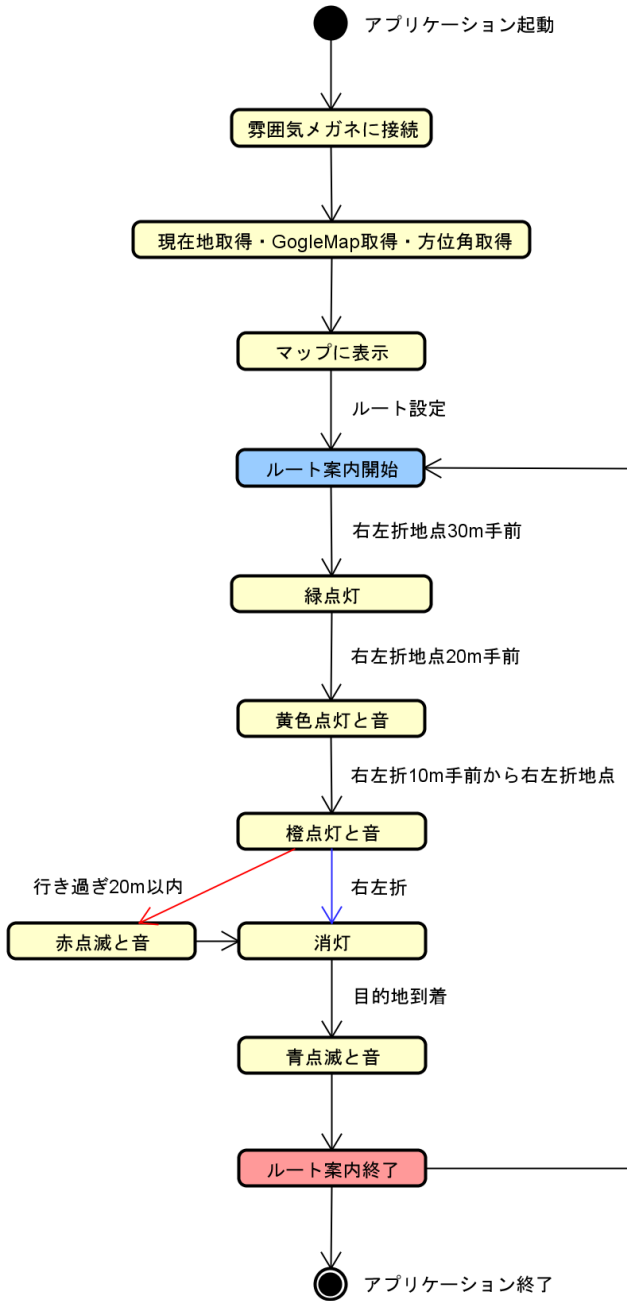 アプリケーション起動
雰囲気メガネに接続
現在地取得・GogleMap取得・方位角取得
マップに表示
ルート設定
ルート案内開始
右左折地点30m手前
緑点灯
右左折地点20m手前
黄色点灯と音
右左折10m手前から右左折地点
橙点灯と音
行き過ぎ20m以内
右左折
赤点滅と音
消灯
目的地到着
青点滅と音
ルート案内終了
アプリケーション終了